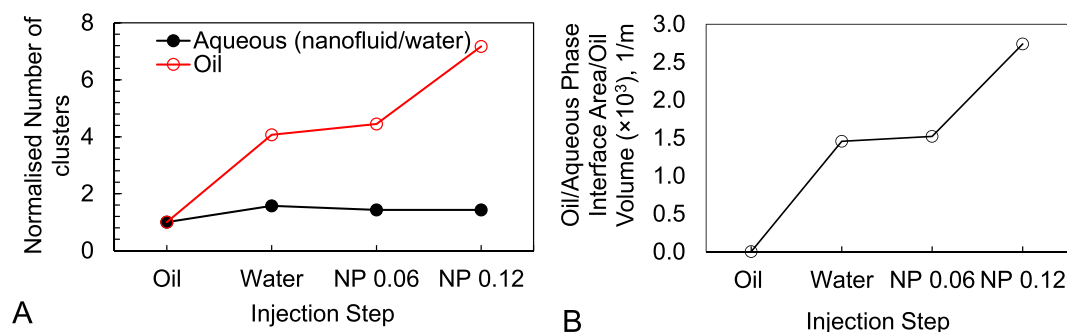 Normalised Number of
clusters
8
6
4
2
0
Aqueous (nanofluid/water)
Oil
Oil
Water
NP 0.06
NP 0.12
Injection Step
A
Oil/Aqueous Phase
Interface Area/Oil
Volume (×10³), 1/m
3.0
2.5
2.0
1.5
1.0
0.5
0.0
Oil
Water
NP 0.06
NP 0.12
Injection Step
B